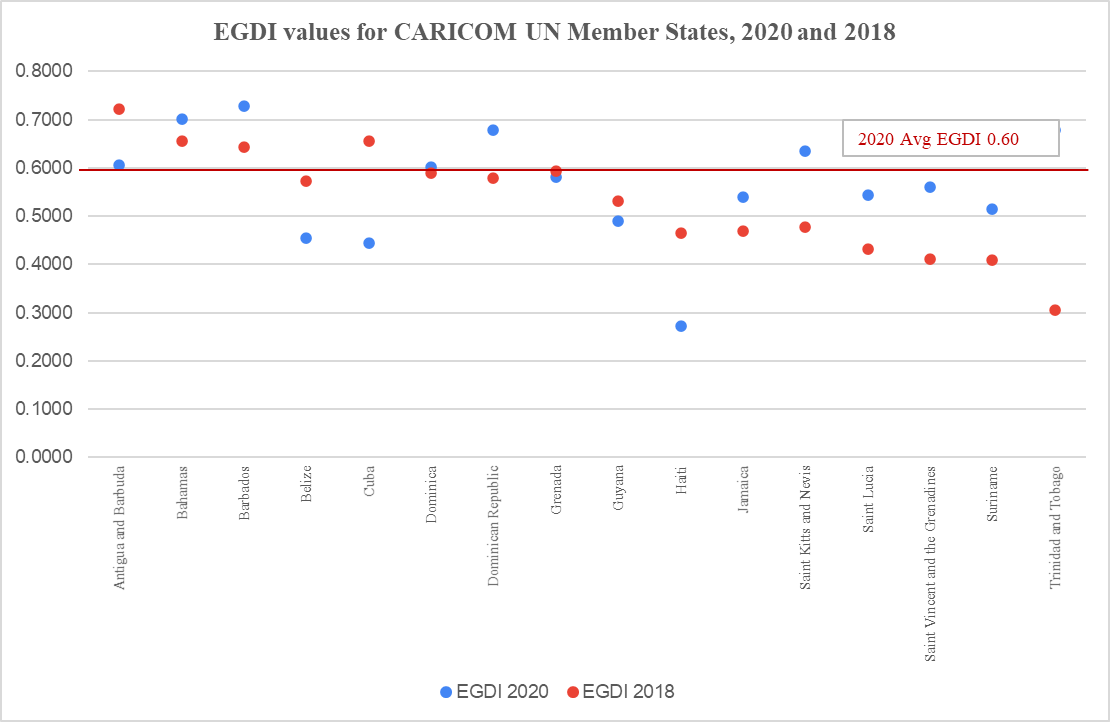 EGDI values for CARICOM UN Member States, 2020 and 2018
0.8000
0.7000
0.6000
0.5000
0.4000
0.3000
0.2000
0.1000
0.0000
2020 Avg EGDI 0.60
Antigua and Barbuda
Bahamas
Barbados
Belize
Cuba
Dominica
Dominican Republic
Grenada
Guyana
Haiti
Jamaica
Saint Kitts and Nevis
Saint Lucia
Saint Vincent and the Grenadines
Suriname
Trinidad and Tobago
EGDI 2020
EGDI 2018